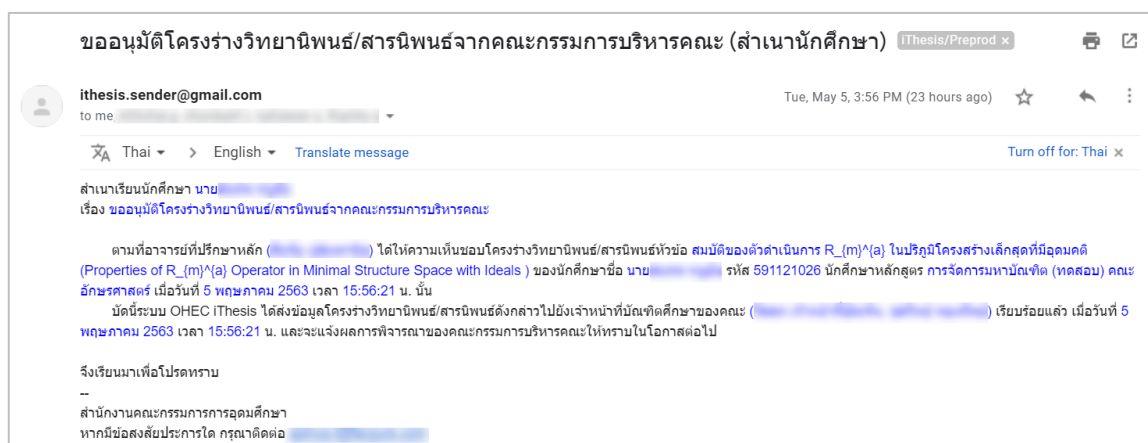 ขออนุมัติโครงร่างวิทยานิพนธ์/สารนิพนธ์จากคณะกรรมการบริหารคณะ (สำเนานักศึกษา) iThesis/Preprod ×
ithesis.sender@gmail.com Tue, May 5, 3:56 PM (23 hours ago)
to me
Thai > English Translate message Turn off for: Thai ×
สำเนาเรียนนักศึกษา นาย
เรื่อง ขออนุมัติโครงร่างวิทยานิพนธ์/สารนิพนธ์จากคณะกรรมการบริหารคณะ
ตามที่อาจารย์ที่ปรึกษาหลัก ( ) ได้ให้ความเห็นชอบโครงร่างวิทยานิพนธ์/สารนิพนธ์หัวข้อ สมบัติของตัวดำเนินการ R_{m}^{a} ในปริภูมิโครงสร้างเล็กสุดที่มีอุดมคติ
(Properties of R_{m}^{a} Operator in Minimal Structure Space with Ideals ) ของนักศึกษาชื่อ นาย รหัส 591121026 นักศึกษาหลักสูตร การจัดการมหาบัณฑิต (ทดสอบ) คณะ
อักษรศาสตร์ เมื่อวันที่ 5 พฤษภาคม 2563 เวลา 15:56:21 น. นั้น
บัดนี้ระบบ OHEC iThesis ได้ส่งข้อมูลโครงร่างวิทยานิพนธ์/สารนิพนธ์ดังกล่าวไปยังเจ้าหน้าที่บัณฑิตศึกษาของคณะ ( ) เรียบร้อยแล้ว เมื่อวันที่ 5
พฤษภาคม 2563 เวลา 15:56:21 น. และจะแจ้งผลการพิจารณาของคณะกรรมการบริหารคณะให้ทราบในโอกาสต่อไป
จึงเรียนมาเพื่อโปรดทราบ
--
สำนักงานคณะกรรมการการอุดมศึกษา
หากมีข้อสงสัยประการใด กรุณาติดต่อ